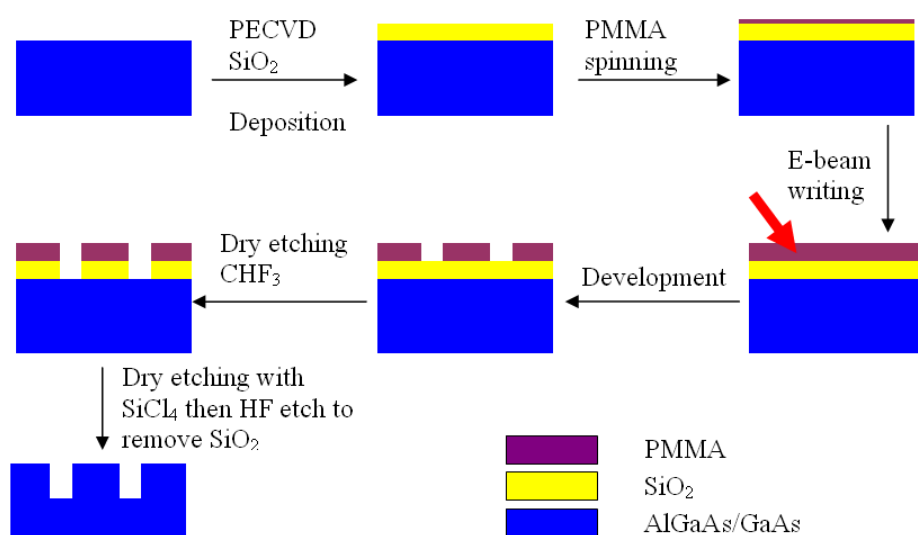 PECVD
SiO₂
Deposition
PMMA
spinning
E-beam
writing
Development
Dry etching
CHF₃
Dry etching with
SiCl₄ then HF etch to
remove SiO₂
PMMA
SiO₂
AlGaAs/GaAs